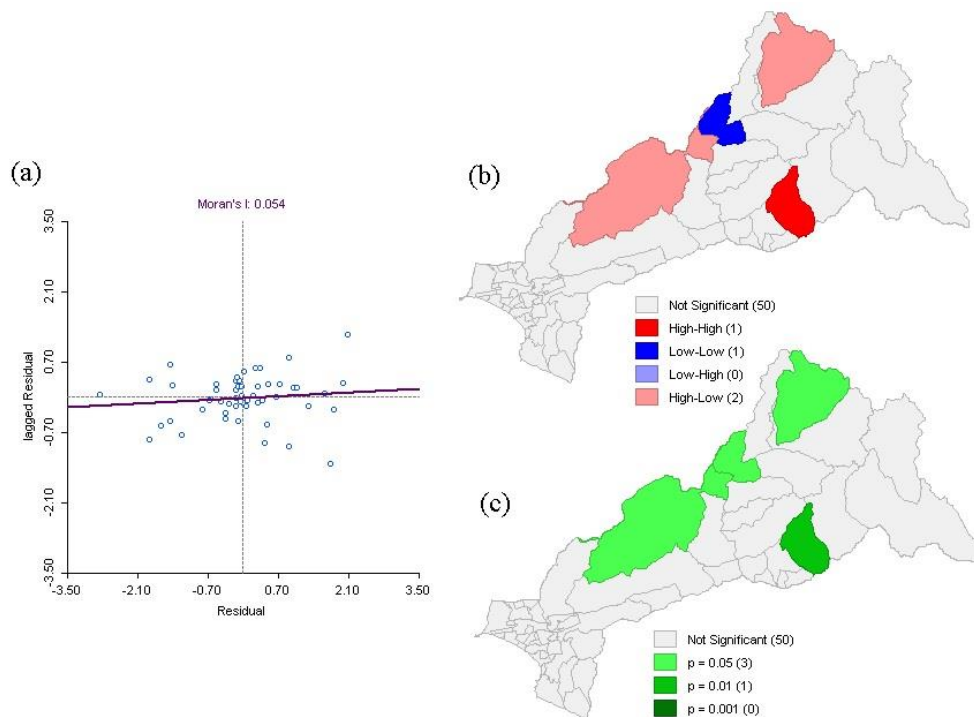 (a)
Moran's I: 0.054
3.50
2.10
0.70
-0.70
-2.10
-3.50
lagged Residual
-3.50 -2.10 -0.70 0.70 2.10 3.50
Residual
(b)
Not Significant (50)
High-High (1)
Low-Low (1)
Low-High (0)
High-Low (2)
(c)
Not Significant (50)
p = 0.05 (3)
p = 0.01 (1)
p = 0.001 (0)